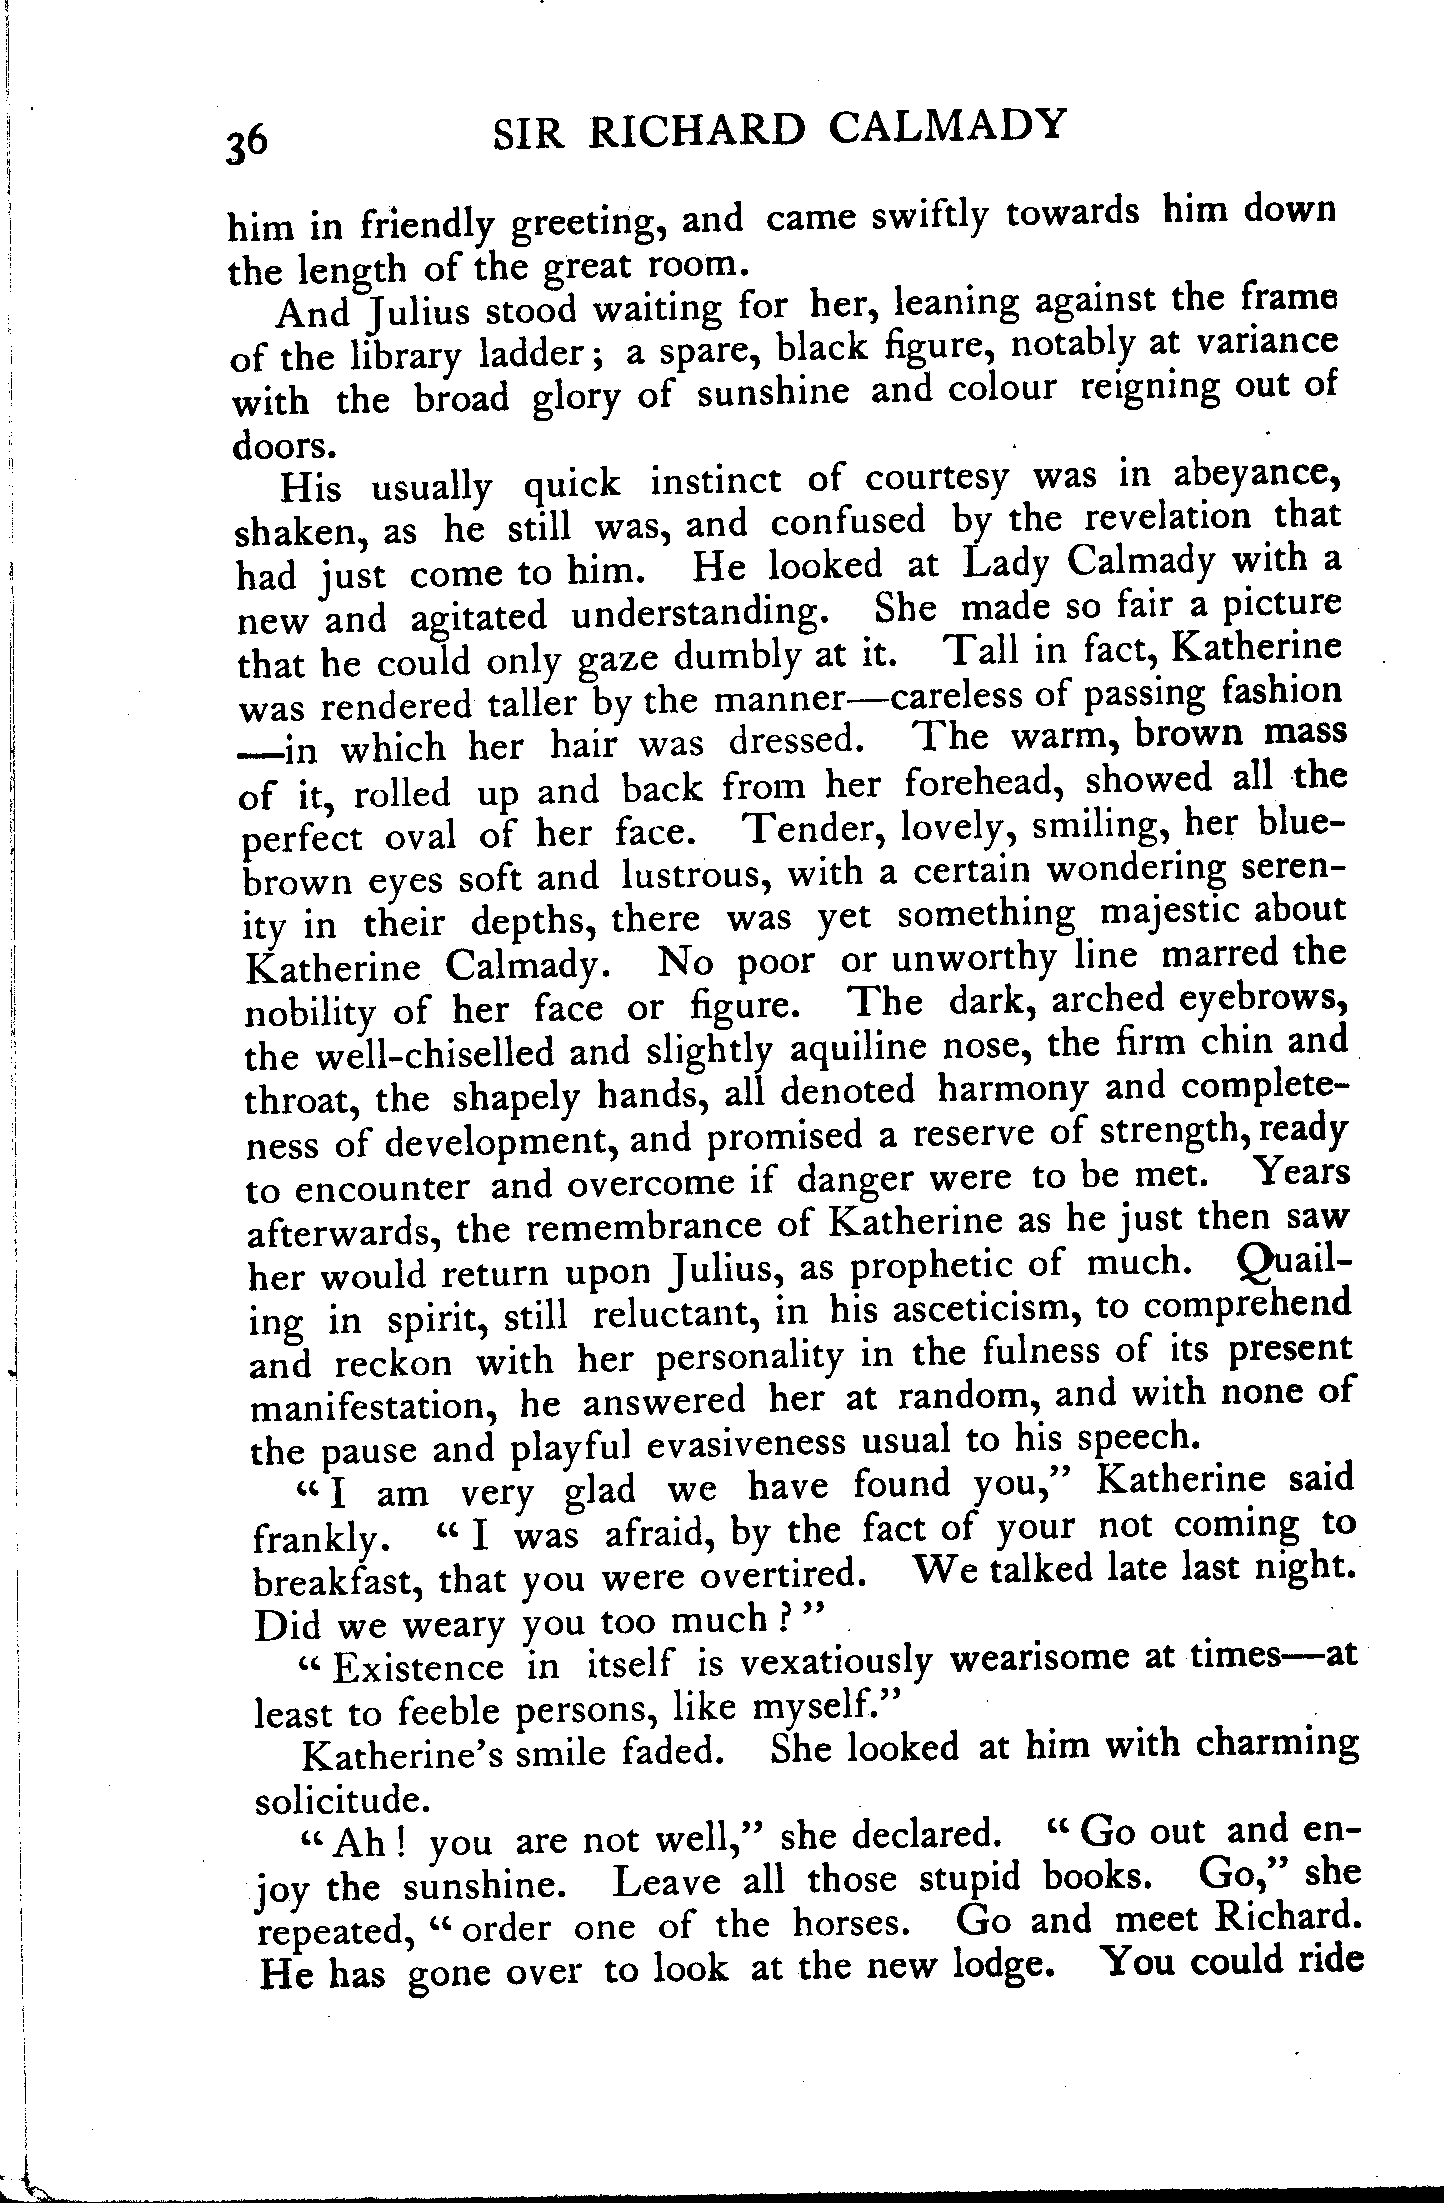 36 SIR RICHARD CALMADY
him in friendly greeting, and came swiftly towards him down
the length of the great room.
And Julius stood waiting for her, leaning against the frame
of the library ladder; a spare, black figure, notably at variance
with the broad glory of sunshine and colour reigning out of
doors.
His usually quick instinct of courtesy was in abeyance,
shaken, as he still was, and confused by the revelation that
had just come to him. He looked at Lady Calmady with a
new and agitated understanding. She made so fair a picture
that he could only gaze dumbly at it. Tall in fact, Katherine
was rendered taller by the manner—careless of passing fashion
—in which her hair was dressed. The warm, brown mass
of it, rolled up and back from her forehead, showed all the
perfect oval of her face. Tender, lovely, smiling, her blue-
brown eyes soft and lustrous, with a certain wondering seren-
ity in their depths, there was yet something majestic about
Katherine Calmady. No poor or unworthy line marred the
nobility of her face or figure. The dark, arched eyebrows,
the well-chiselled and slightly aquiline nose, the firm chin and
throat, the shapely hands, all denoted harmony and complete-
ness of development, and promised a reserve of strength, ready
to encounter and overcome if danger were to be met. Years
afterwards, the remembrance of Katherine as he just then saw
her would return upon Julius, as prophetic of much. Quail-
ing in spirit, still reluctant, in his asceticism, to comprehend
and reckon with her personality in the fulness of its present
manifestation, he answered her at random, and with none of
the pause and playful evasiveness usual to his speech.
“I am very glad we have found you,” Katherine said
frankly. “I was afraid, by the fact of your not coming to
breakfast, that you were overtired. We talked late last night.
Did we weary you too much?”
“Existence in itself is vexatiously wearisome at times—at
least to feeble persons, like myself.”
Katherine’s smile faded. She looked at him with charming
solicitude.
“Ah! you are not well,” she declared. “Go out and en-
joy the sunshine. Leave all those stupid books. Go,” she
repeated, “order one of the horses. Go and meet Richard.
He has gone over to look at the new lodge. You could ride